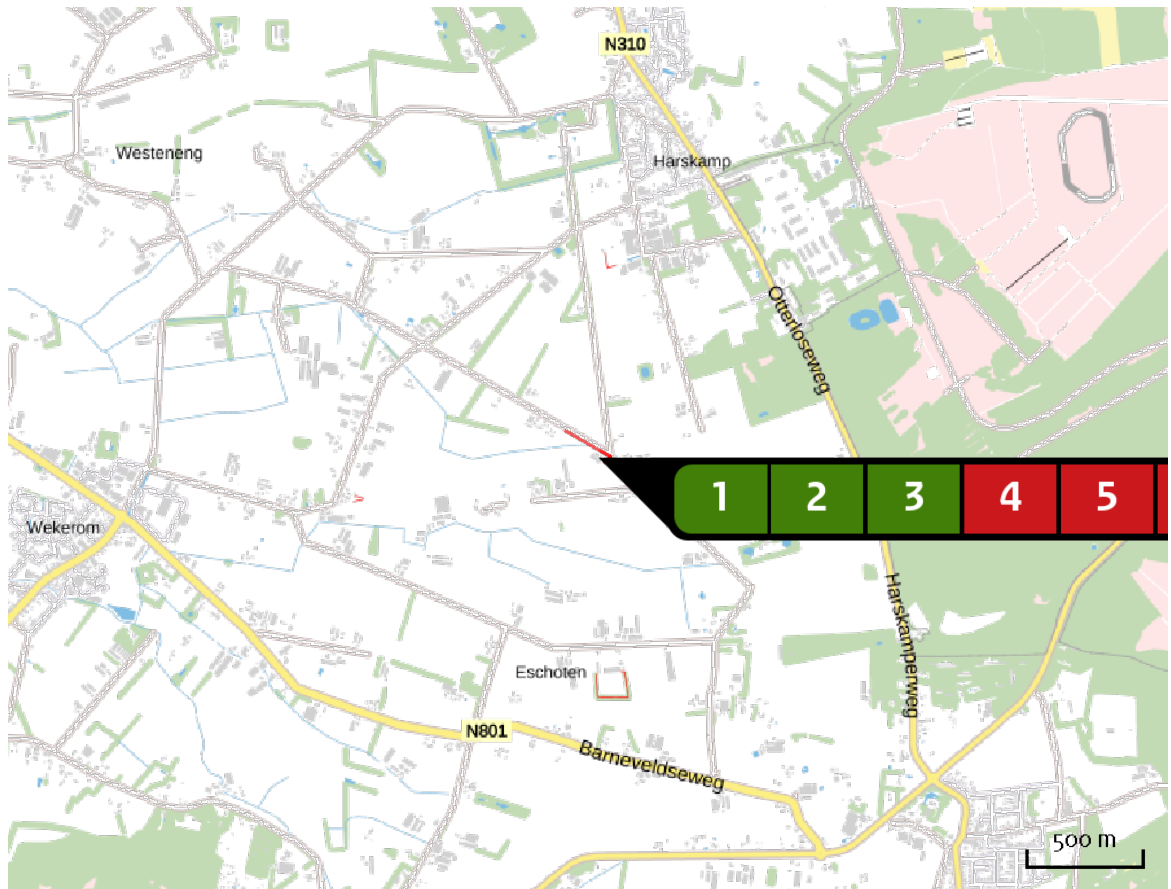 N310
Westeneng
Harskamp
Otterloseweg
1 2 3 4 5
Wekerom
Harskamperweg
Eschoten
N801
Barneveldseweg
500 m